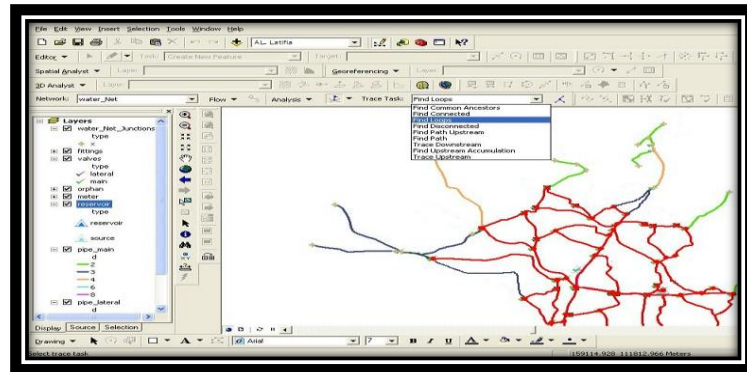 File Edit View Insert Selection Tools Window Help
AL_Latifia
Editor Task: Create New Feature Target:
Spatial Analyst Layer: Georeferencing Layer:
3D Analyst Layer:
Network: water_Net Flow Analysis Trace Task: Find Loops
Find Common Ancestors
Find Connected
Find Loops
Find Disconnected
Find Path Upstream
Find Path
Trace Downstream
Find Upstream Accumulation
Trace Upstream
Layers
water_Net_Junctions
type
x
fittings
valves
type
lateral
main
orphan
meter
reservoir
type
reservoir
source
pipe_main
d
2
3
4
6
8
pipe_lateral
d
Display Source Selection
Drawing A Arial 7 B I U A
Select trace task 159114.928 111812.966 Meters